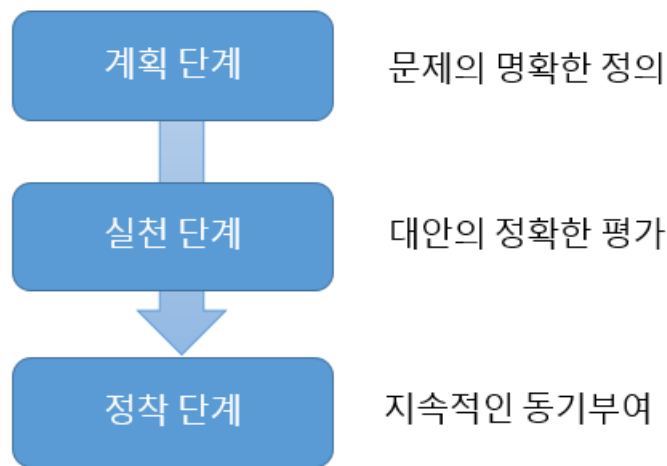 계획 단계
문제의 명확한 정의
실천 단계
대안의 정확한 평가
정착 단계
지속적인 동기부여